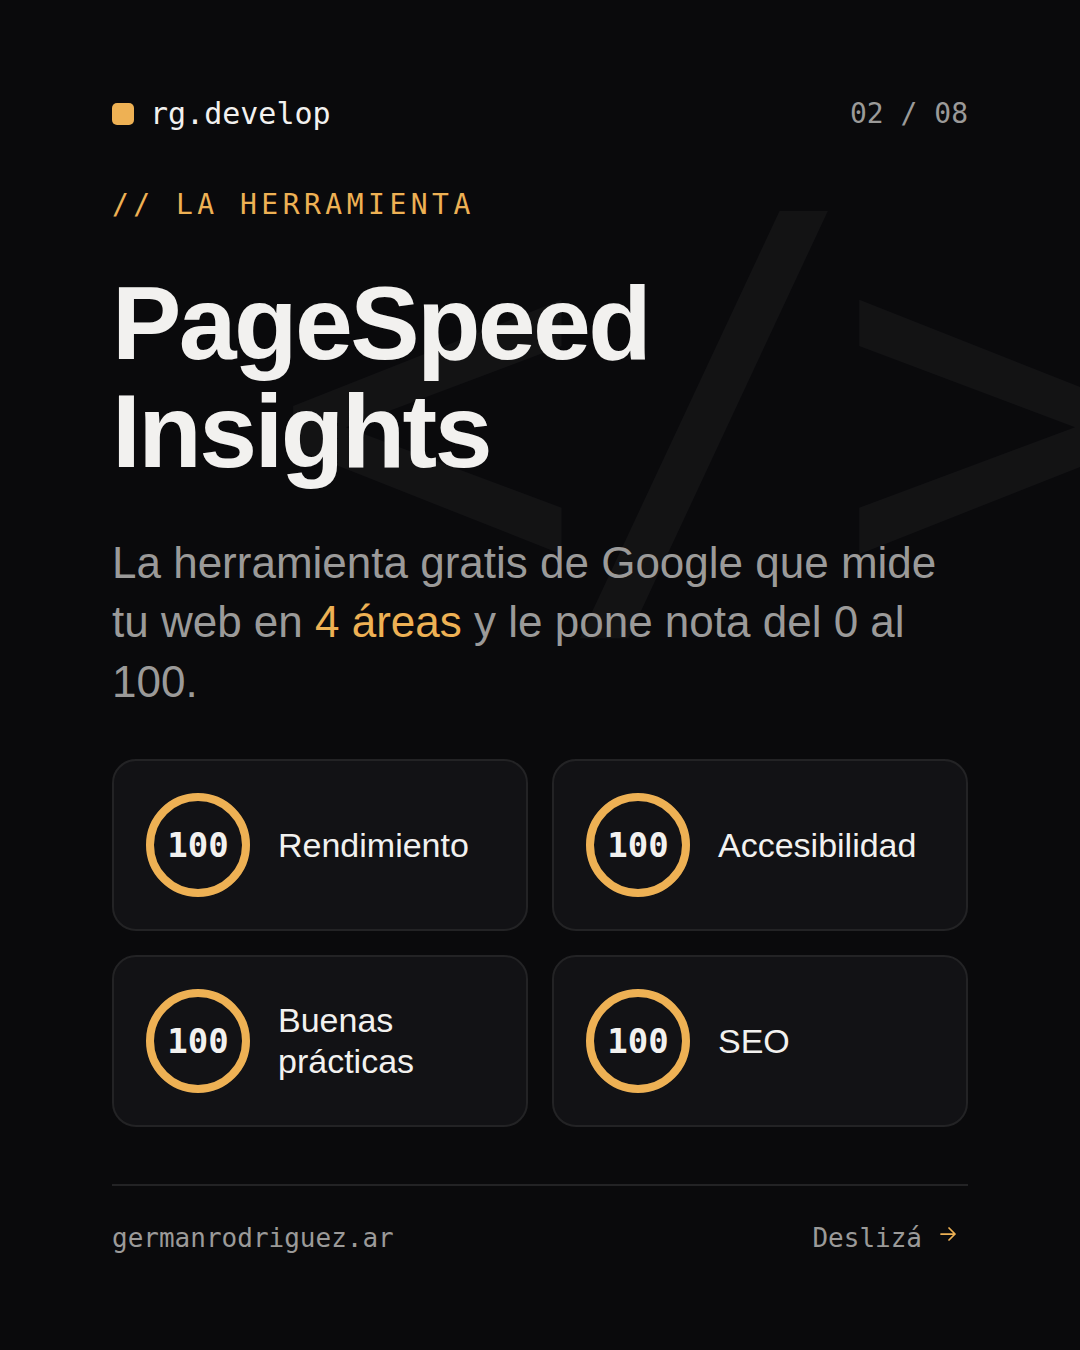 rg.develop
02 / 08
// LA HERRAMIENTA
PageSpeed
Insights
La herramienta gratis de Google que mide
tu web en 4 áreas y le pone nota del 0 al
100.
100 Rendimiento
100 Accesibilidad
100 Buenas
prácticas
100 SEO
germanrodriguez.ar
Deslizá →